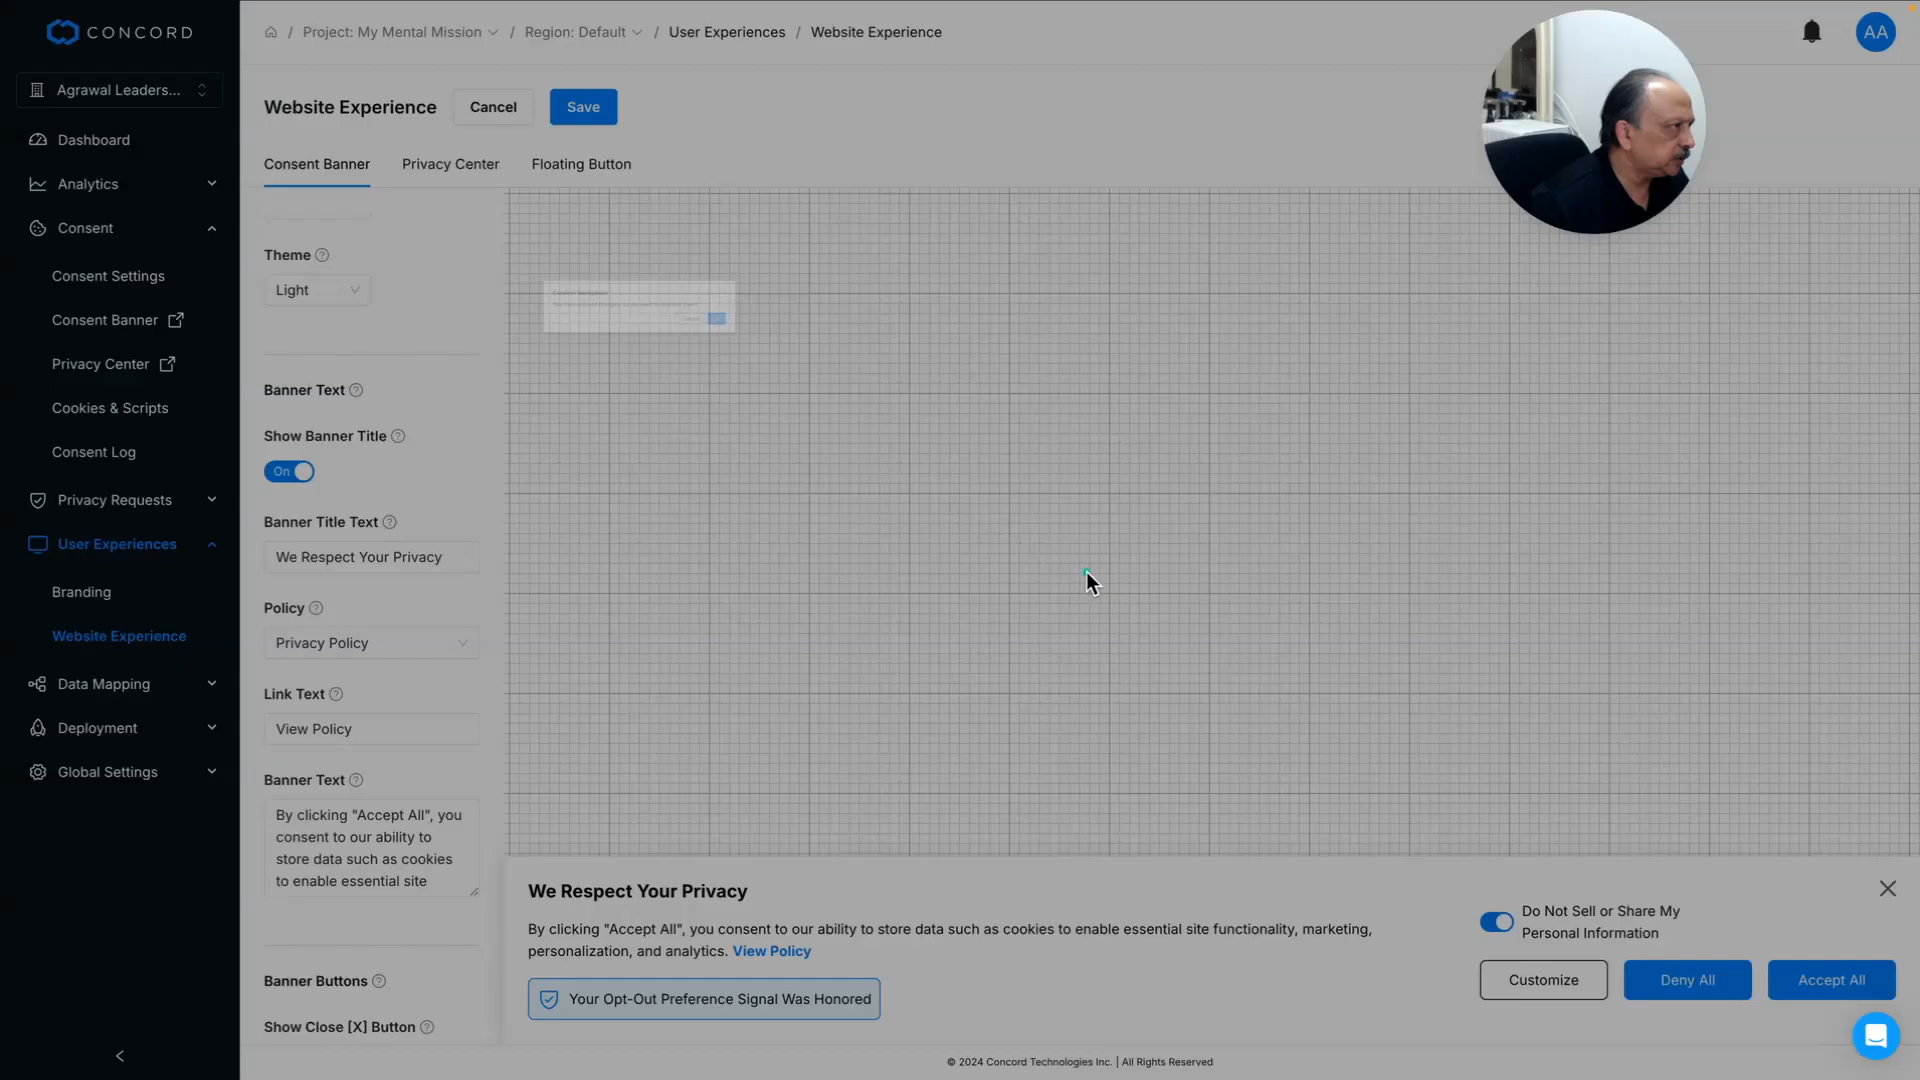 CONCORD
Agrawal Leaders...
Dashboard
Analytics
Consent
Consent Settings
Consent Banner
Privacy Center
Cookies & Scripts
Consent Log
Privacy Requests
User Experiences
Branding
Website Experience
Data Mapping
Deployment
Global Settings
/ Project: My Mental Mission / Region: Default / User Experiences / Website Experience
AA
Website Experience Cancel Save
Consent Banner Privacy Center Floating Button
Theme
Light
Banner Text
Show Banner Title
On
Banner Title Text
We Respect Your Privacy
Policy
Privacy Policy
Link Text
View Policy
Banner Text
By clicking "Accept All", you
consent to our ability to
store data such as cookies
to enable essential site
Banner Buttons
Show Close [X] Button
We Respect Your Privacy
By clicking "Accept All", you consent to our ability to store data such as cookies to enable essential site functionality, marketing,
personalization, and analytics. View Policy
Your Opt-Out Preference Signal Was Honored
Do Not Sell or Share My
Personal Information
Customize Deny All Accept All
© 2024 Concord Technologies Inc. | All Rights Reserved